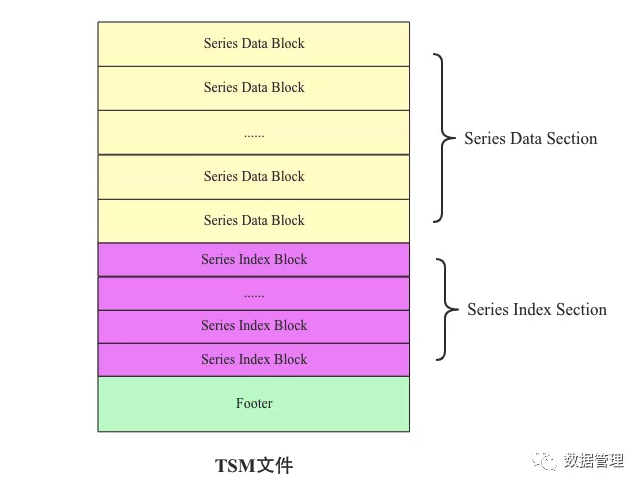 Series Data Block
Series Data Block
......
Series Data Block
Series Data Block
Series Data Section
Series Index Block
......
Series Index Block
Series Index Block
Series Index Section
Footer
TSM文件
数据管理